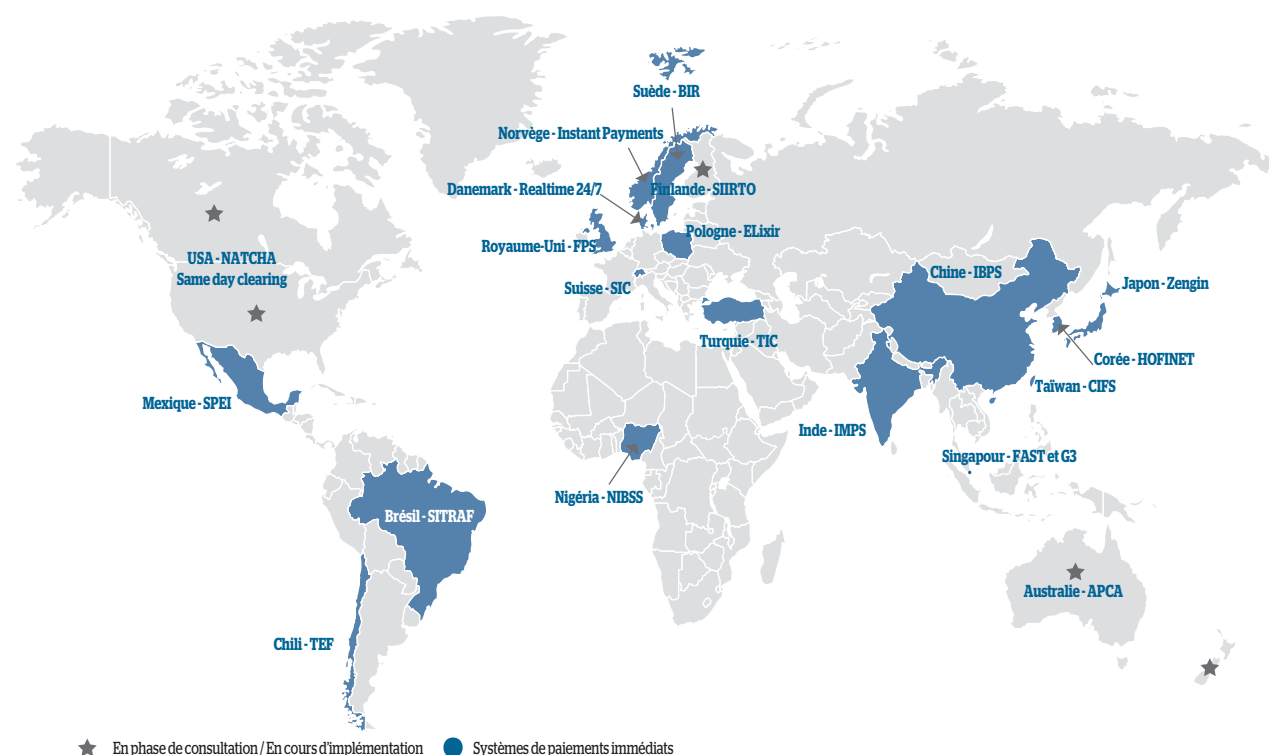 Suède - BIR
Norvège - Instant Payments
Danemark - Realtime 24/7
Finlande - SIIRTO
Pologne - ELixir
Royaume-Uni - FPS
USA - NATCHA
Same day clearing
Suisse - SIC
Chine - IBPS
Japon - Zengin
Turquie - TIC
Corée - HOFINET
Taïwan - CIFS
Mexique - SPEI
Inde - IMPS
Singapour - FAST et G3
Nigéria - NIBSS
Brésil - SITRAF
Australie - APCA
Chili - TEF
En phase de consultation / En cours d'implémentation
Systèmes de paiements immédiats